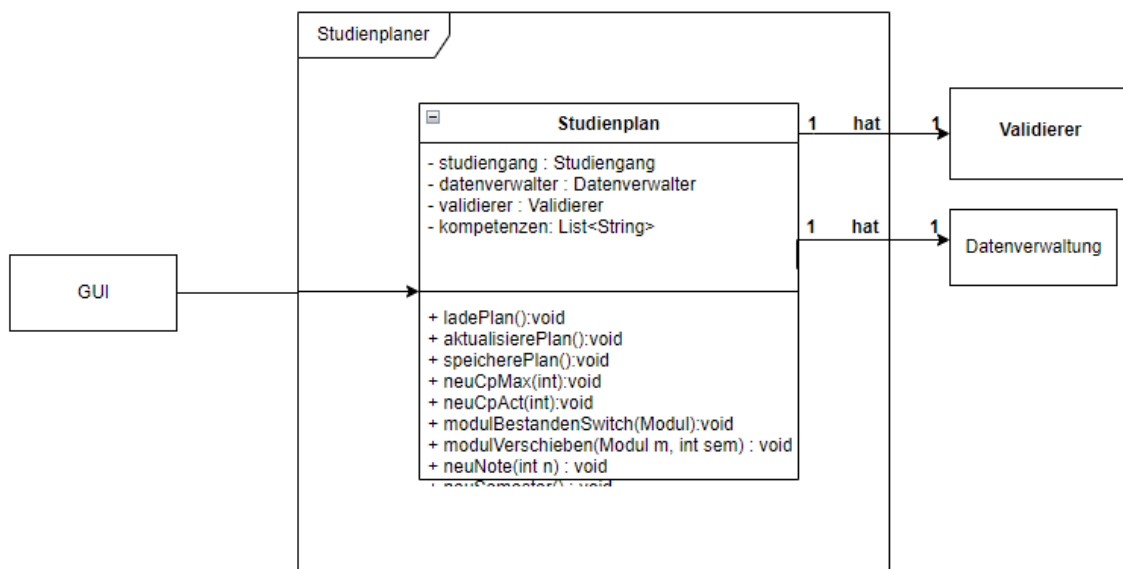 Studienplaner
Studienplan
- studiengang : Studiengang
- datenverwalter : Datenverwalter
- validierer : Validierer
- kompetenzen: List<String>
+ ladePlan():void
+ aktualisierePlan():void
+ speicherePlan():void
+ neuCpMax(int):void
+ neuCpAct(int):void
+ modulBestandenSwitch(Modul):void
+ modulVerschieben(Modul m, int sem) : void
+ neuNote(int n) : void
+ neuSemester() : void
1 hat 1
Validierer
1 hat 1
Datenverwaltung
GUI